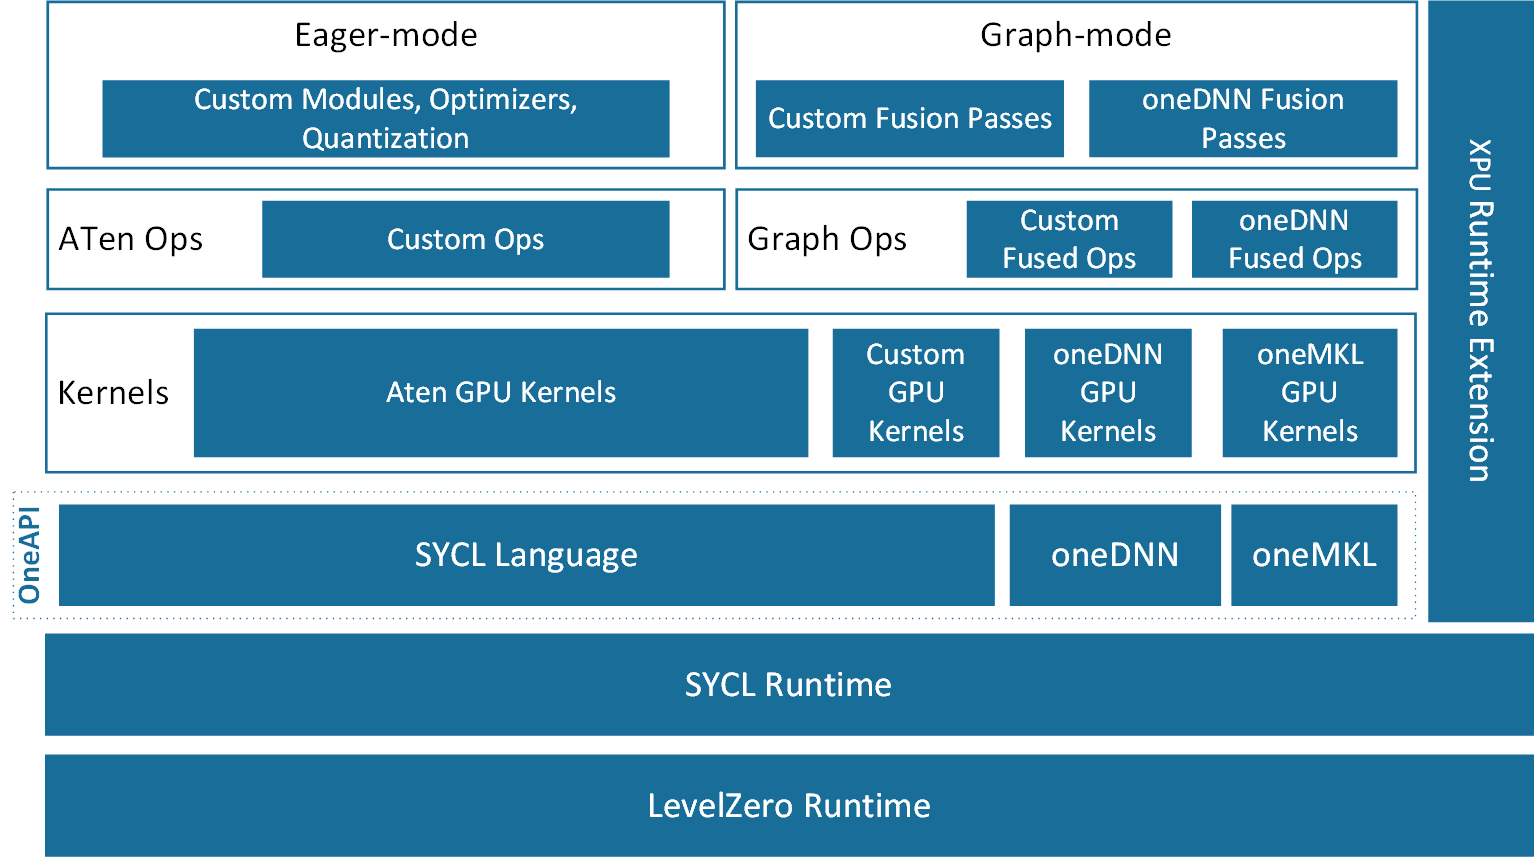 Eager-mode
Custom Modules, Optimizers,
Quantization
Graph-mode
Custom Fusion Passes
oneDNN Fusion
Passes
ATen Ops
Custom Ops
Graph Ops
Custom
Fused Ops
oneDNN
Fused Ops
Kernels
Aten GPU Kernels
Custom
GPU
Kernels
oneDNN
GPU
Kernels
oneMKL
GPU
Kernels
XPU Runtime Extension
OneAPI
SYCL Language
oneDNN
oneMKL
SYCL Runtime
LevelZero Runtime